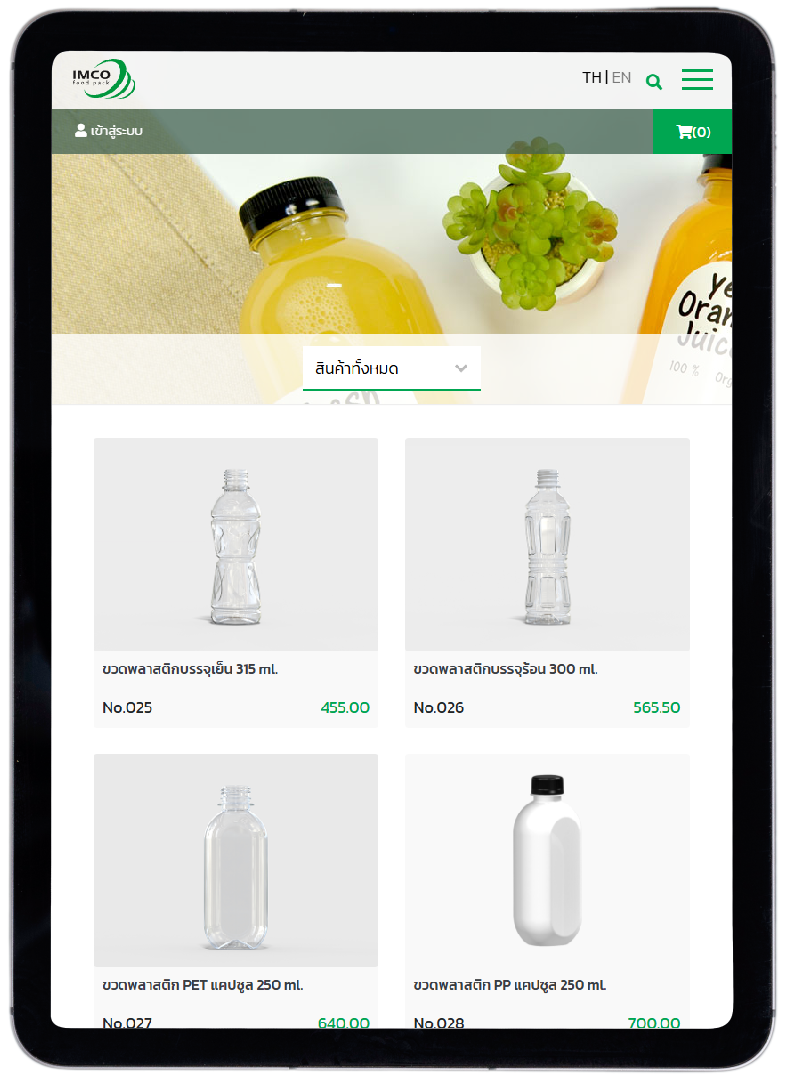 IMCO
food pack
TH | EN
เข้าสู่ระบบ
(0)
Juice
100 %
สินค้าทั้งหมด
ขวดพลาสติกบรรจุเย็น 315 ml.
No.025 455.00
ขวดพลาสติกบรรจุร้อน 300 ml.
No.026 565.50
ขวดพลาสติก PET แคปซูล 250 ml.
No.027 640.00
ขวดพลาสติก PP แคปซูล 250 ml.
No.028 700.00